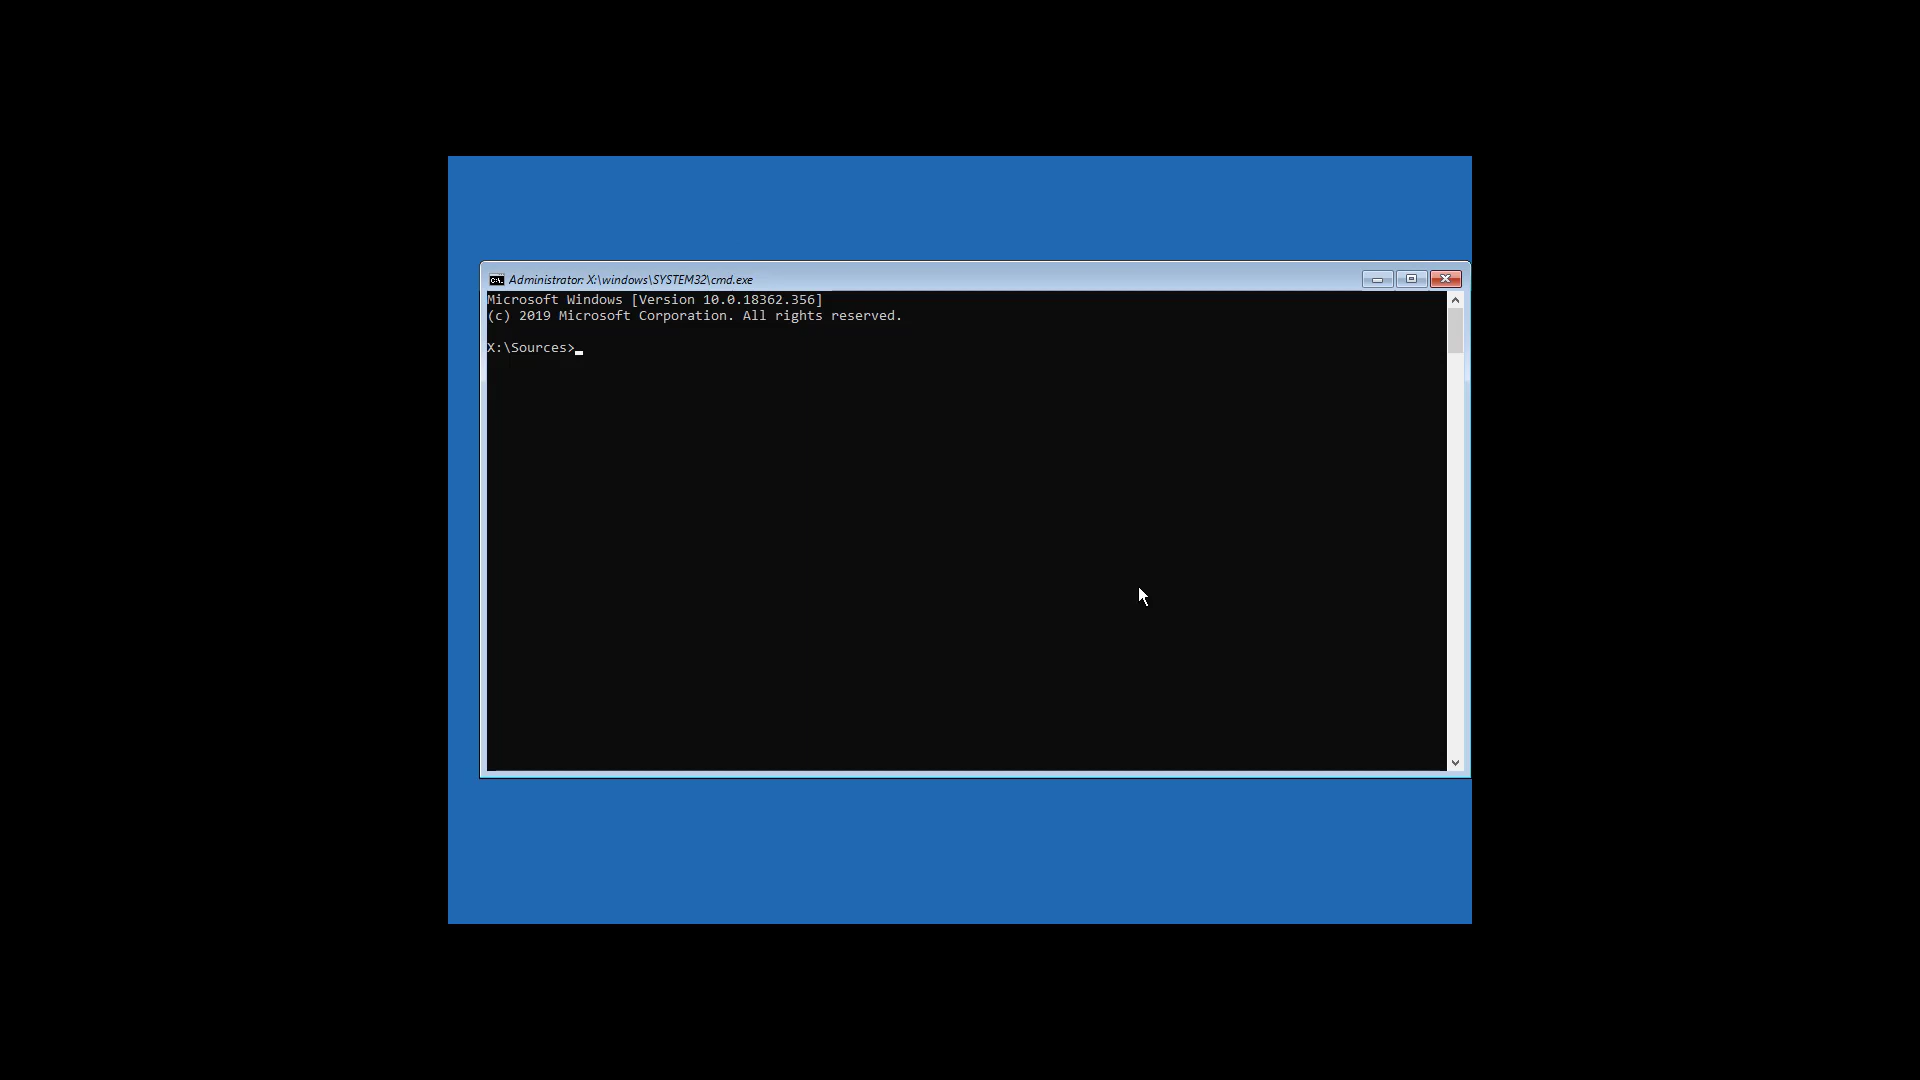 Administrator: X:\windows\SYSTEM32\cmd.exe
Microsoft Windows [Version 10.0.18362.356]
(c) 2019 Microsoft Corporation. All rights reserved.
X:\Sources>